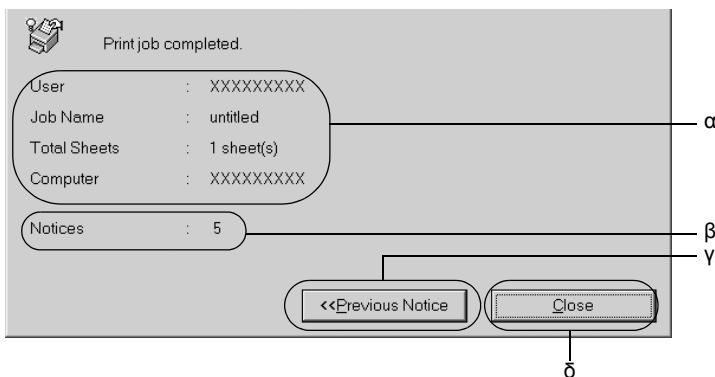 Print job completed.
User : XXXXXXXXX
Job Name : untitled
Total Sheets : 1 sheet(s)
Computer : XXXXXXXXX
α
Notices : 5
β
γ
<<Previous Notice
Close
δ